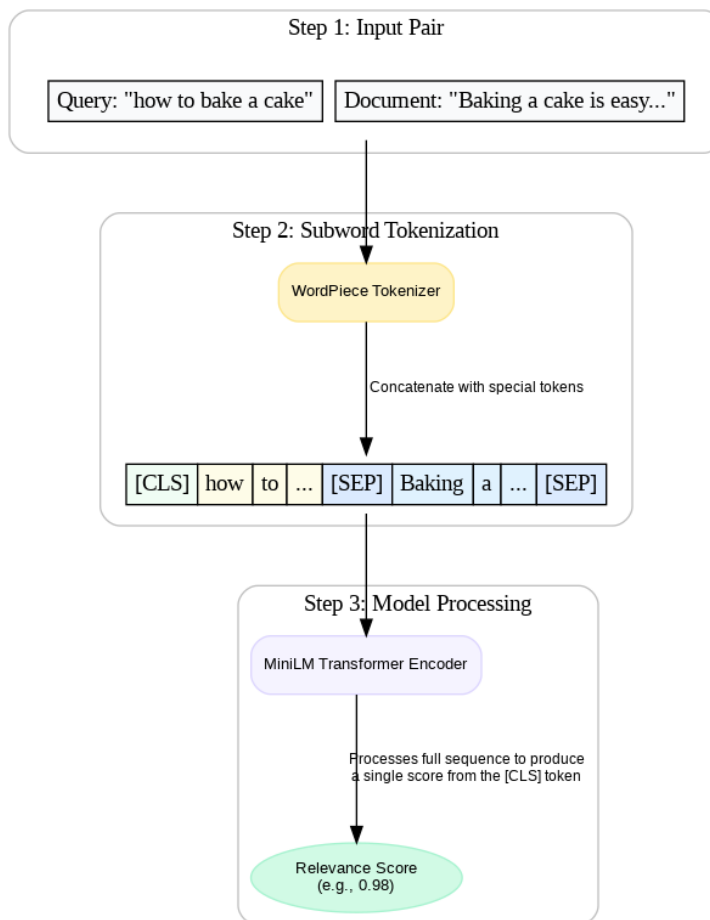 Step 1: Input Pair
Query: "how to bake a cake" Document: "Baking a cake is easy..."
Step 2: Subword Tokenization
WordPiece Tokenizer
Concatenate with special tokens
[CLS] how to ... [SEP] Baking a ... [SEP]
Step 3: Model Processing
MiniLM Transformer Encoder
Processes full sequence to produce
a single score from the [CLS] token
Relevance Score
(e.g., 0.98)